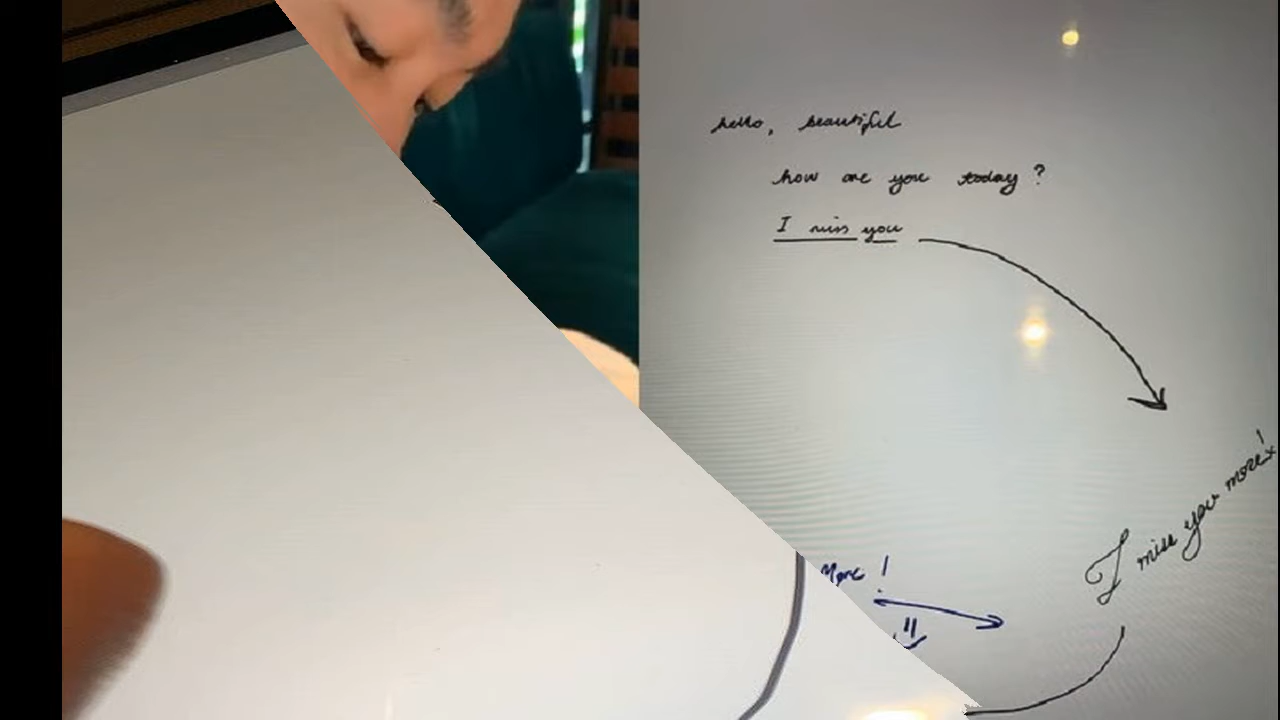 hello, beautiful
how are you today?
I miss you
I miss you more!x
More!